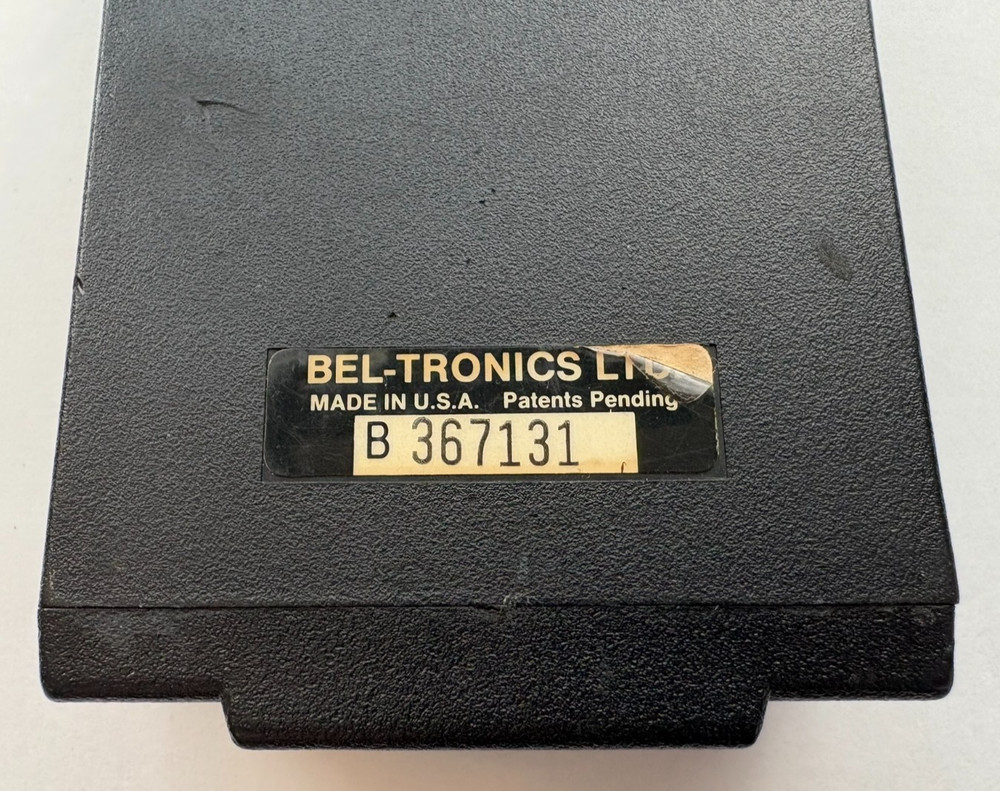 BEL-TRONICS LTD.
MADE IN U.S.A. Patents Pending
B 367131